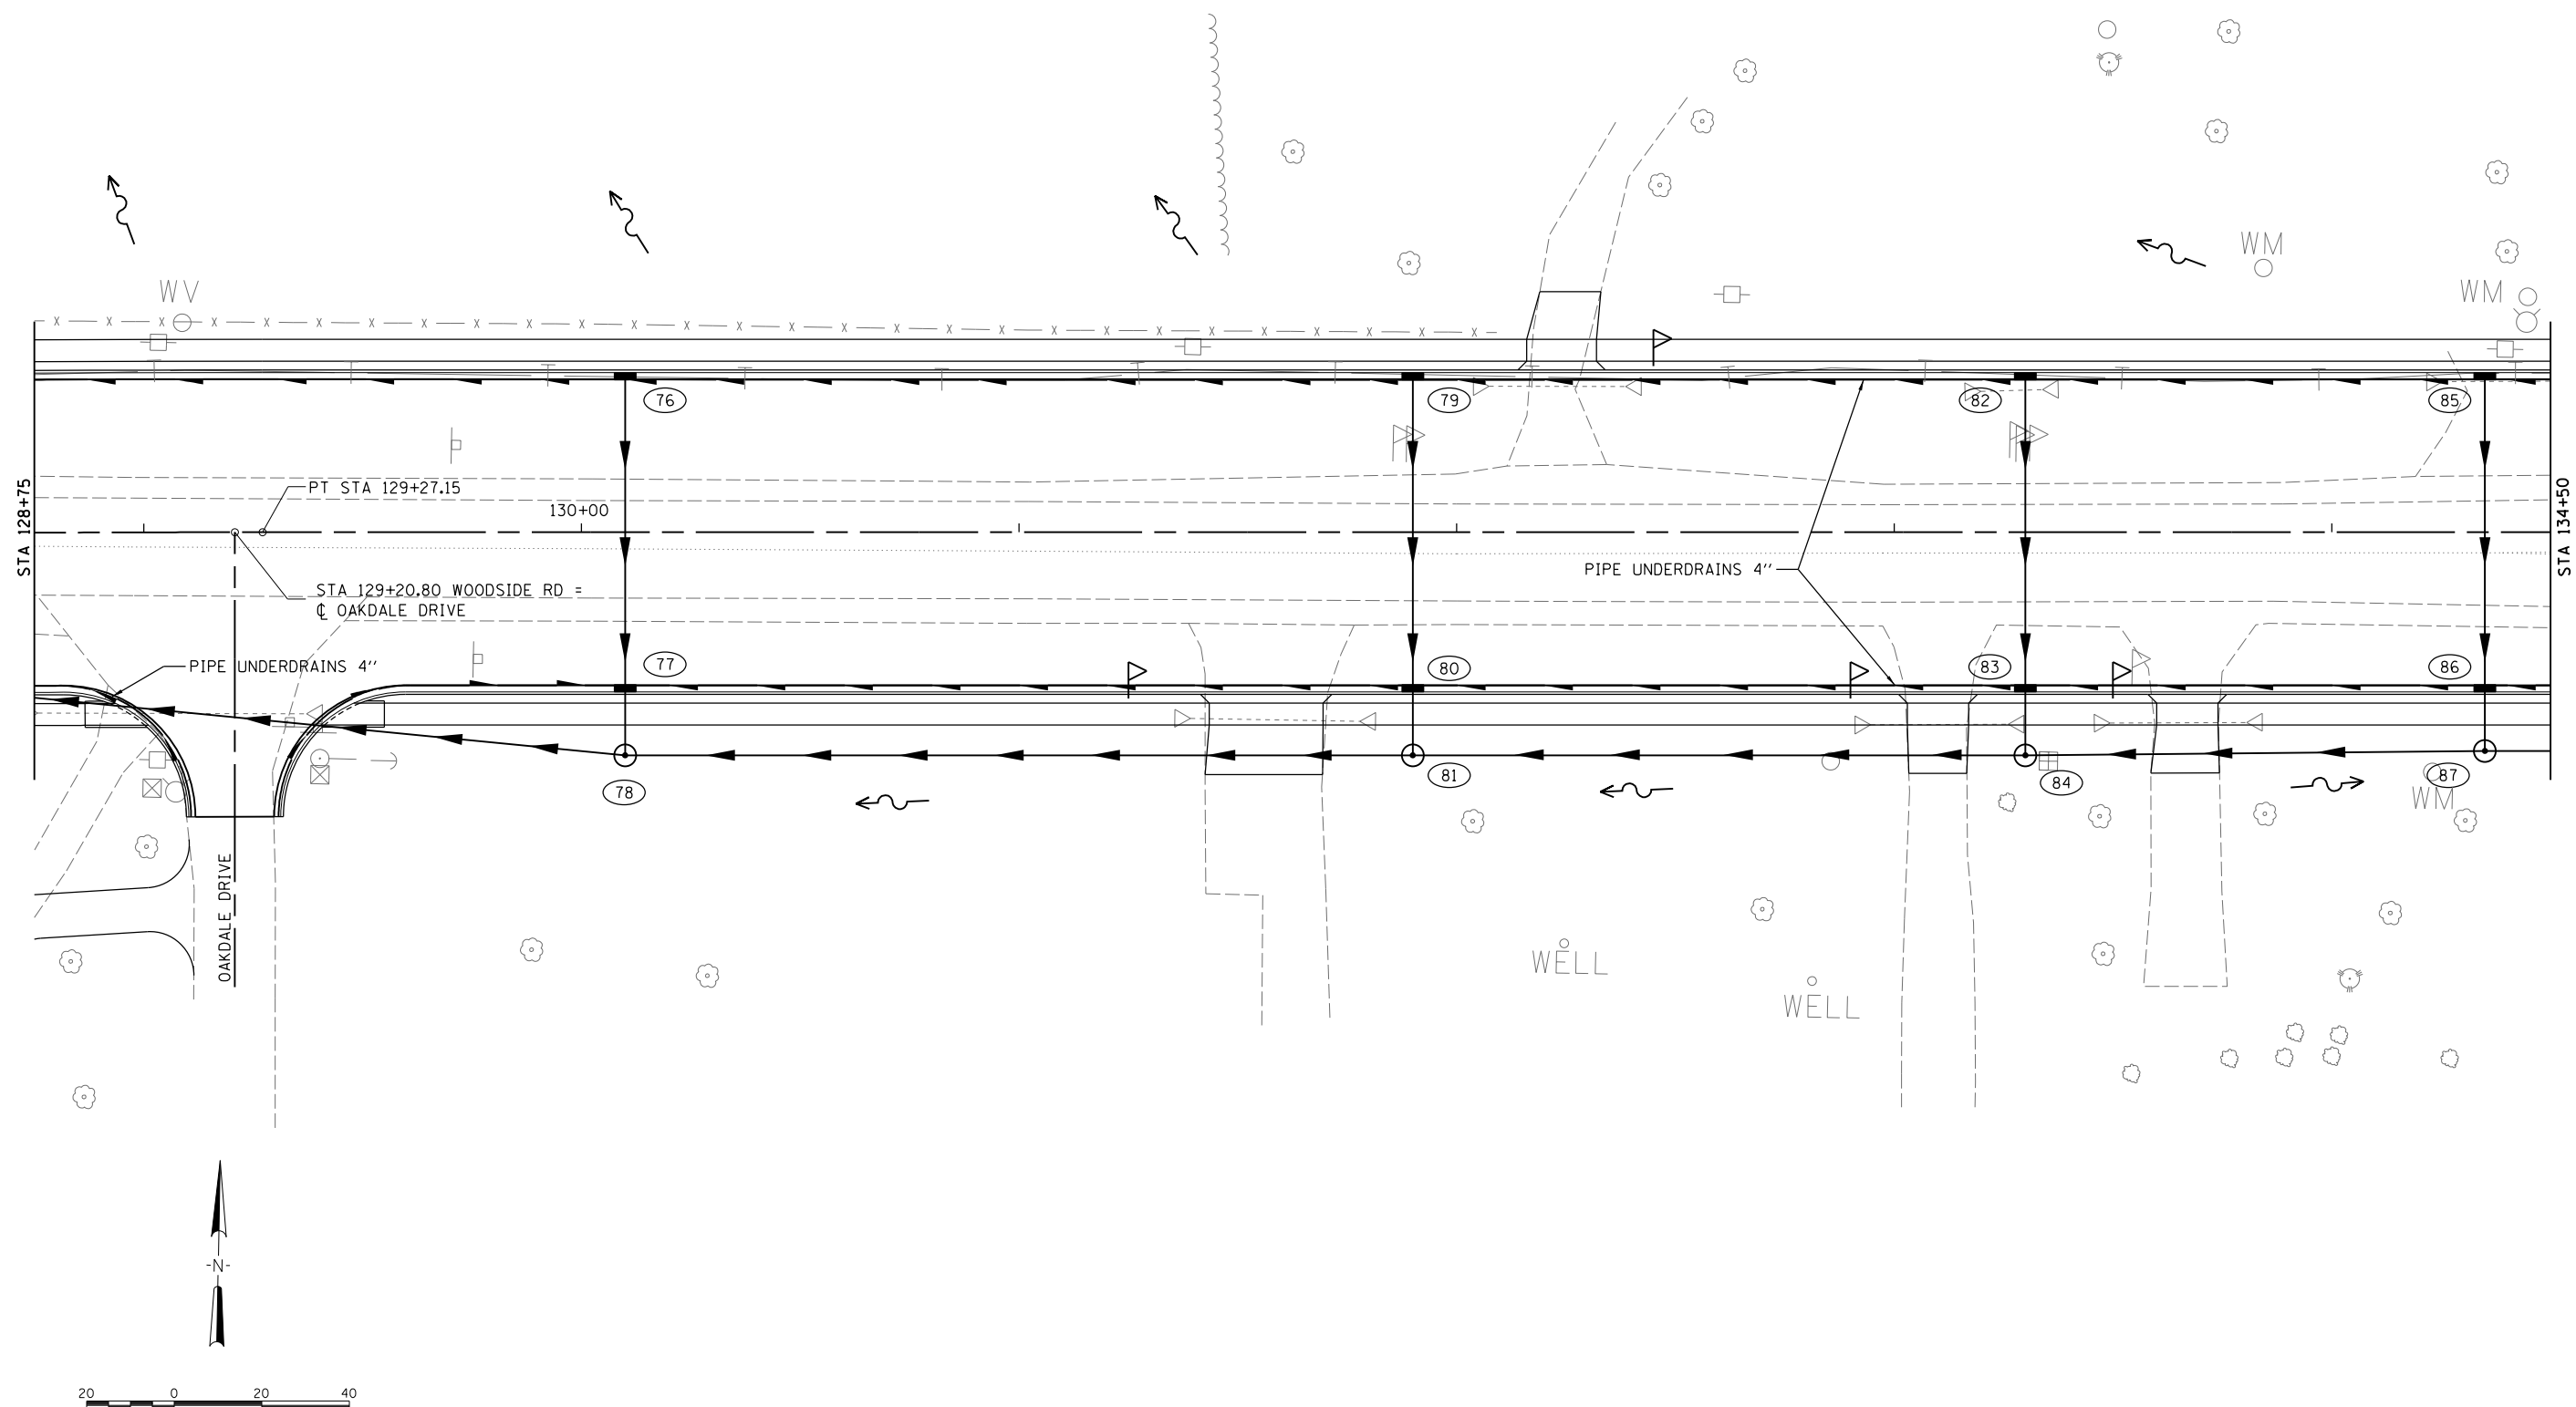 WV
WM
WM
76
79
82
85
STA 128+75
PT STA 129+27.15
130+00
STA 134+50
STA 129+20.80 WOODSIDE RD =
℄ OAKDALE DRIVE
PIPE UNDERDRAINS 4''
PIPE UNDERDRAINS 4''
77
80
83
86
78
81
84
87
WM
OAKDALE DRIVE
WELL
WELL
-N-
20 0 20 40